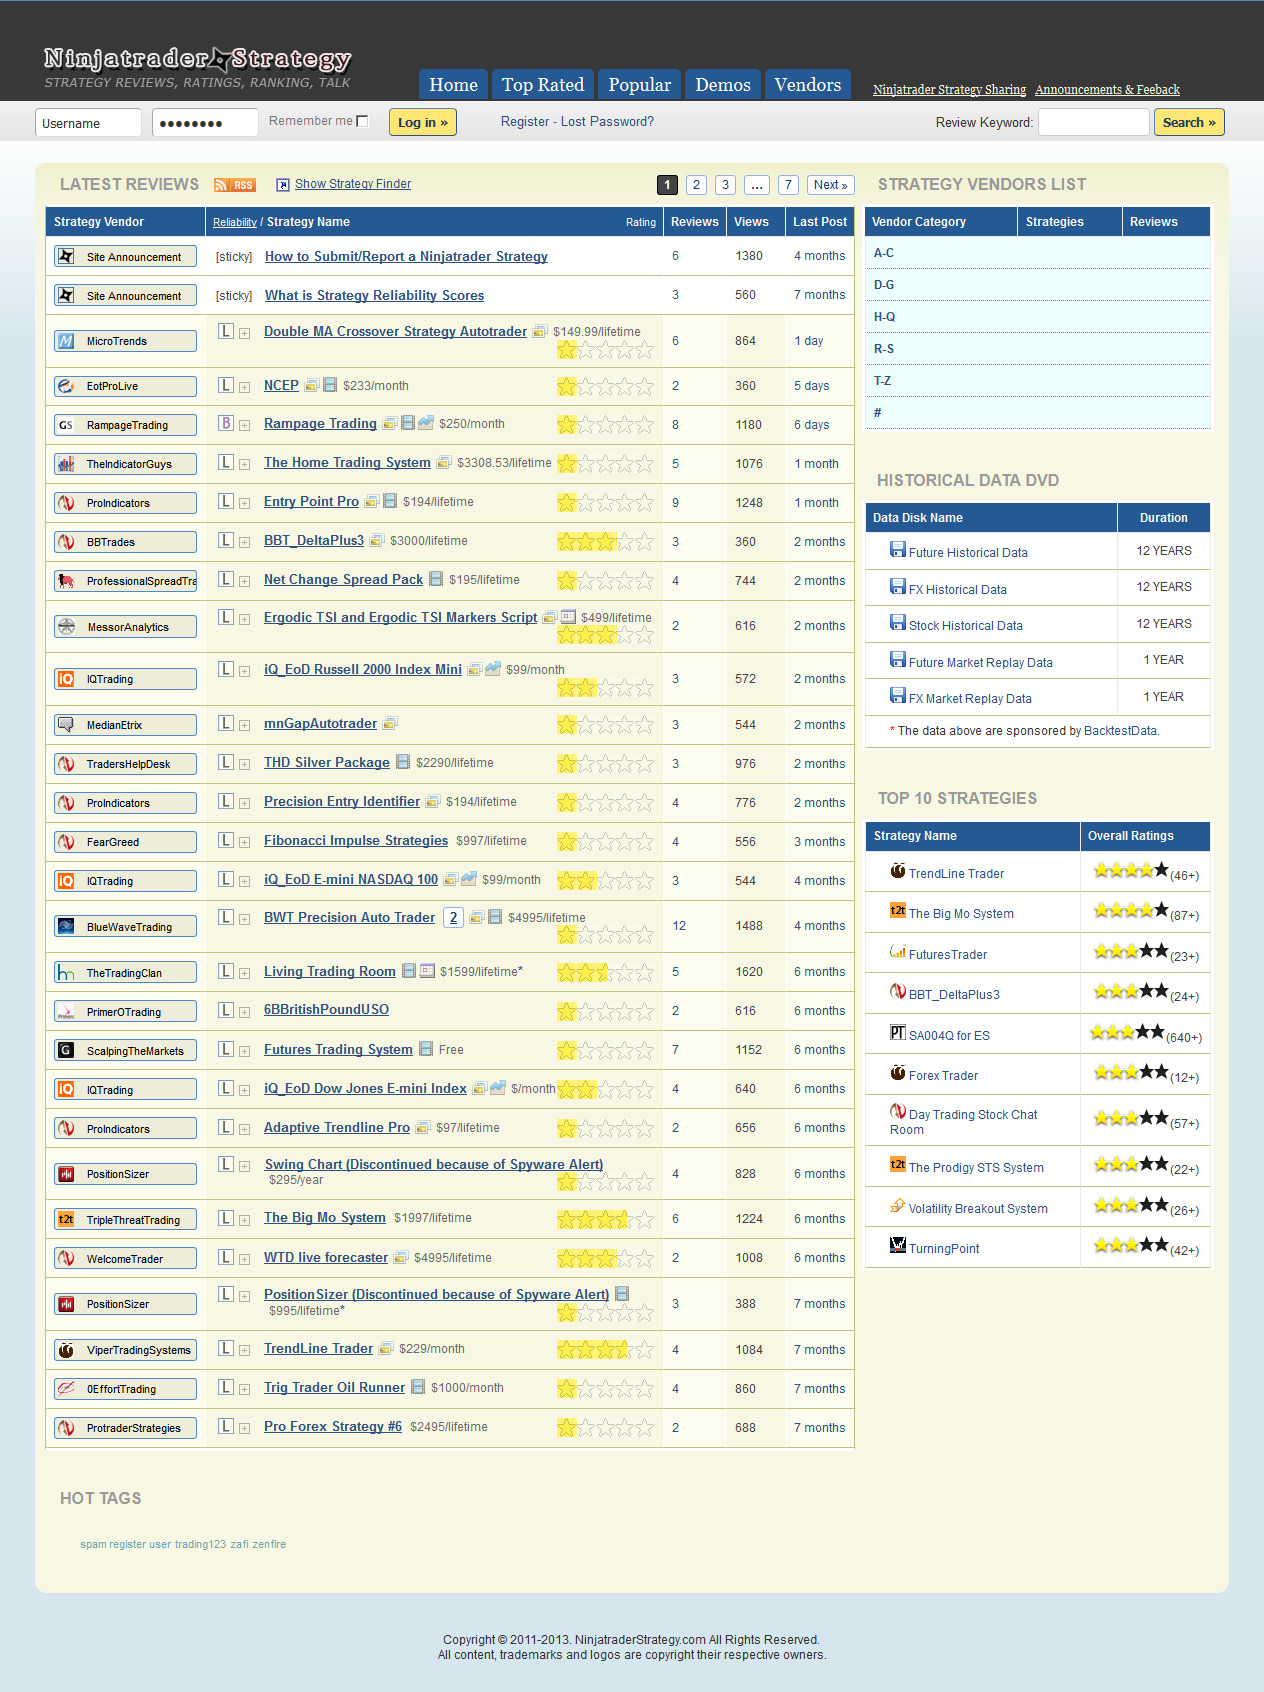 Ninjatrader Strategy
STRATEGY REVIEWS, RATINGS, RANKING, TALK
Home Top Rated Popular Demos Vendors Ninjatrader Strategy Sharing Announcements & Feeback
Username •••••••• Remember me Log in » Register - Lost Password? Review Keyword: Search »
LATEST REVIEWS RSS Show Strategy Finder 1 2 3 ... 7 Next »
Strategy Vendor Reliability / Strategy Name Rating Reviews Views Last Post
Site Announcement [sticky] How to Submit/Report a Ninjatrader Strategy 6 1380 4 months
Site Announcement [sticky] What is Strategy Reliability Scores 3 560 7 months
MicroTrends L Double MA Crossover Strategy Autotrader $149.99/lifetime 6 864 1 day
EotProLive L NCEP $233/month 2 360 5 days
GS RampageTrading B Rampage Trading $250/month 8 1180 6 days
TheIndicatorGuys L The Home Trading System $3308.53/lifetime 5 1076 1 month
ProIndicators L Entry Point Pro $194/lifetime 9 1248 1 month
BBTrades L BBT_DeltaPlus3 $3000/lifetime 3 360 2 months
ProfessionalSpreadTra L Net Change Spread Pack $195/lifetime 4 744 2 months
MessorAnalytics L Ergodic TSI and Ergodic TSI Markers Script $499/lifetime 2 616 2 months
iQ IQTrading L iQ_EoD Russell 2000 Index Mini $99/month 3 572 2 months
MedianEtrix L mnGapAutotrader 3 544 2 months
TradersHelpDesk L THD Silver Package $2290/lifetime 3 976 2 months
ProIndicators L Precision Entry Identifier $194/lifetime 4 776 2 months
FearGreed L Fibonacci Impulse Strategies $997/lifetime 4 556 3 months
iQ IQTrading L iQ_EoD E-mini NASDAQ 100 $99/month 3 544 4 months
BlueWaveTrading L BWT Precision Auto Trader 2 $4995/lifetime 12 1488 4 months
TheTradingClan L Living Trading Room $1599/lifetime* 5 1620 6 months
PrimerOTrading L 6BBritishPoundUSO 2 616 6 months
G ScalpingTheMarkets L Futures Trading System Free 7 1152 6 months
iQ IQTrading L iQ_EoD Dow Jones E-mini Index $/month 4 640 6 months
ProIndicators L Adaptive Trendline Pro $97/lifetime 2 656 6 months
PositionSizer L Swing Chart (Discontinued because of Spyware Alert) 4 828 6 months
$295/year
t2t TripleThreatTrading L The Big Mo System $1997/lifetime 6 1224 6 months
WelcomeTrader L WTD live forecaster $4995/lifetime 2 1008 6 months
PositionSizer L PositionSizer (Discontinued because of Spyware Alert) 3 388 7 months
$995/lifetime*
ViperTradingSystems L TrendLine Trader $229/month 4 1084 7 months
0EffortTrading L Trig Trader Oil Runner $1000/month 4 860 7 months
ProtraderStrategies L Pro Forex Strategy #6 $2495/lifetime 2 688 7 months
STRATEGY VENDORS LIST
Vendor Category Strategies Reviews
A-C
D-G
H-Q
R-S
T-Z
#
HISTORICAL DATA DVD
Data Disk Name Duration
Future Historical Data 12 YEARS
FX Historical Data 12 YEARS
Stock Historical Data 12 YEARS
Future Market Replay Data 1 YEAR
FX Market Replay Data 1 YEAR
* The data above are sponsored by BacktestData.
TOP 10 STRATEGIES
Strategy Name Overall Ratings
TrendLine Trader (46+)
t2t The Big Mo System (87+)
FuturesTrader (23+)
BBT_DeltaPlus3 (24+)
PT SA004Q for ES (640+)
Forex Trader (12+)
Day Trading Stock Chat
Room (57+)
t2t The Prodigy STS System (22+)
Volatility Breakout System (26+)
TurningPoint (42+)
HOT TAGS
spam register user trading123 zafi zenfire
Copyright © 2011-2013. NinjatraderStrategy.com All Rights Reserved.
All content, trademarks and logos are copyright their respective owners.